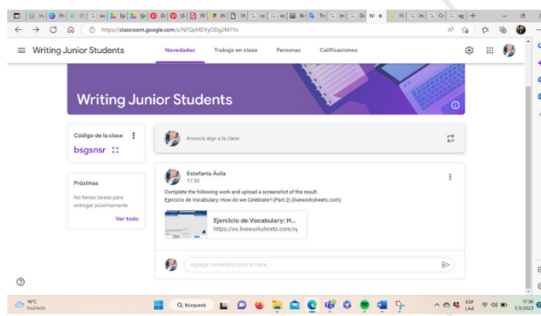 https://classroom.google.com/c/NTQzMDYyODg2MTYx
Writing Junior Students
Novedades Trabajo en clase Personas Calificaciones
Writing Junior Students
Código de la clase
bsgsnsr
Anuncia algo a la clase
Próximas
No tienes tareas para
entregar próximamente
Ver todo
Estefanía Ávila
17:35
Complete the following work and upload a screenshot of the result.
Ejercicio de Vocabulary: How do we Celebrate? (Part 2) (liveworksheets.com)
Ejercicio de Vocabulary: H...
https://es.liveworksheets.com/vy
Agregar comentario para la clase...
Nublado
Búsqueda
ESP
LAA
17:36
1/5/2023